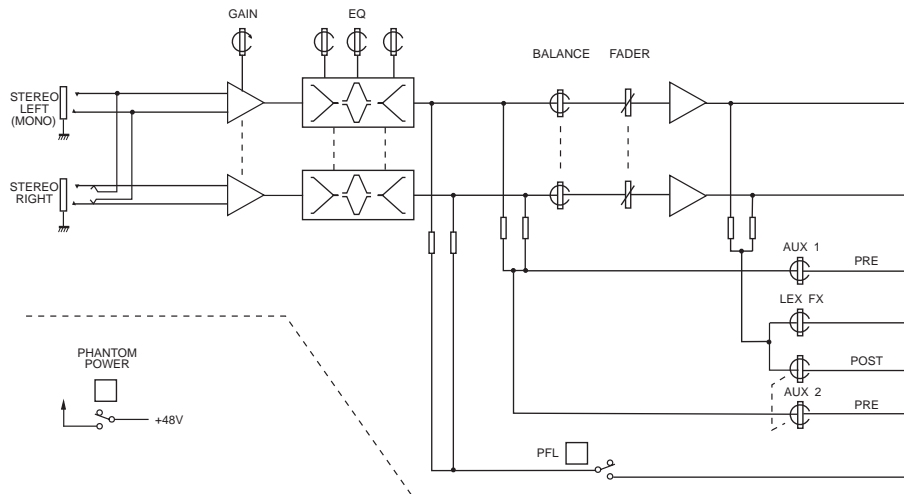 GAIN
EQ
BALANCE
FADER
STEREO
LEFT
(MONO)
STEREO
RIGHT
AUX 1
PRE
LEX FX
PHANTOM
POWER
POST
AUX 2
PRE
+48V
PFL